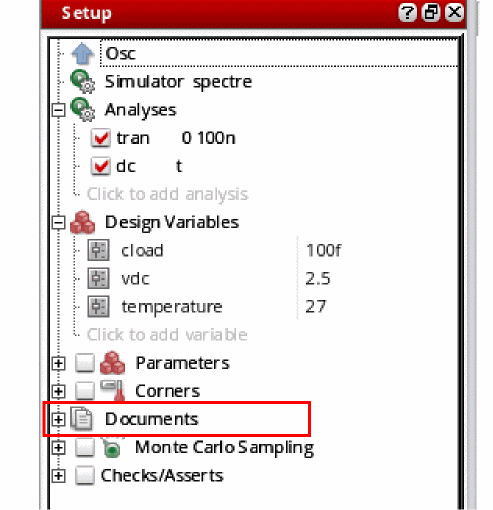 Setup
Osc
Simulator spectre
Analyses
tran 0 100n
dc t
Click to add analysis
Design Variables
cload 100f
vdc 2.5
temperature 27
Click to add variable
Parameters
Corners
Documents
Monte Carlo Sampling
Checks/Asserts